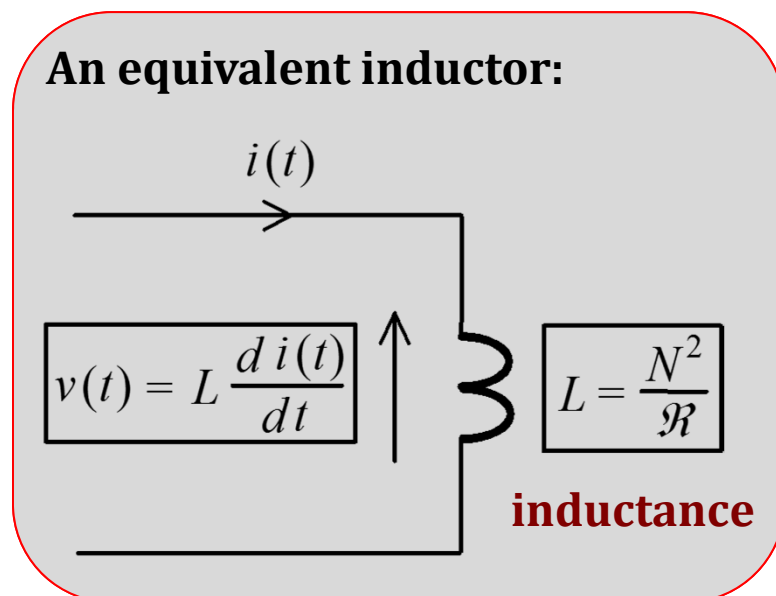 An equivalent inductor:
i(t)
v(t) = L d i(t) / dt
L = N² / ℜ
inductance